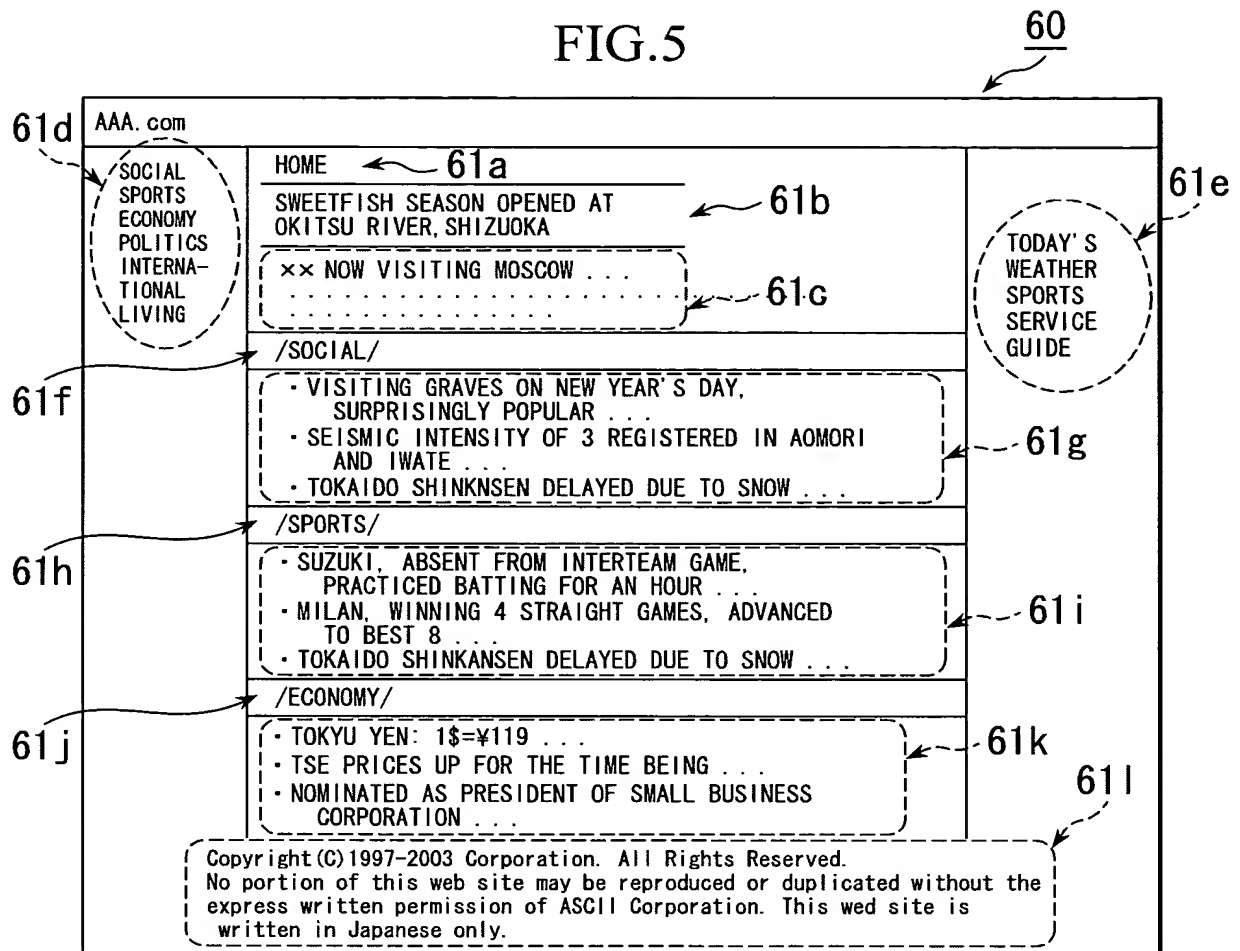 FIG.5
60
AAA.com
61d
SOCIAL
SPORTS
ECONOMY
POLITICS
INTERNA-
TIONAL
LIVING
HOME
61a
SWEETFISH SEASON OPENED AT
OKITSU RIVER, SHIZUOKA
61b
×× NOW VISITING MOSCOW ...
. . . . . . . . . . . . . . . . . . . . . . . . . . . .
. . . . . . . . . . . . . . .
61c
61e
TODAY'S
WEATHER
SPORTS
SERVICE
GUIDE
61f
/SOCIAL/
・VISITING GRAVES ON NEW YEAR'S DAY,
SURPRISINGLY POPULAR ...
・SEISMIC INTENSITY OF 3 REGISTERED IN AOMORI
AND IWATE ...
・TOKAIDO SHINKNSEN DELAYED DUE TO SNOW ...
61g
61h
/SPORTS/
・SUZUKI, ABSENT FROM INTERTEAM GAME,
PRACTICED BATTING FOR AN HOUR ...
・MILAN, WINNING 4 STRAIGHT GAMES, ADVANCED
TO BEST 8 ...
・TOKAIDO SHINKANSEN DELAYED DUE TO SNOW ...
61i
61j
/ECONOMY/
・TOKYU YEN: 1$=¥119 ...
・TSE PRICES UP FOR THE TIME BEING ...
・NOMINATED AS PRESIDENT OF SMALL BUSINESS
CORPORATION ...
61k
61l
Copyright(C)1997-2003 Corporation. All Rights Reserved.
No portion of this web site may be reproduced or duplicated without the
express written permission of ASCII Corporation. This wed site is
written in Japanese only.